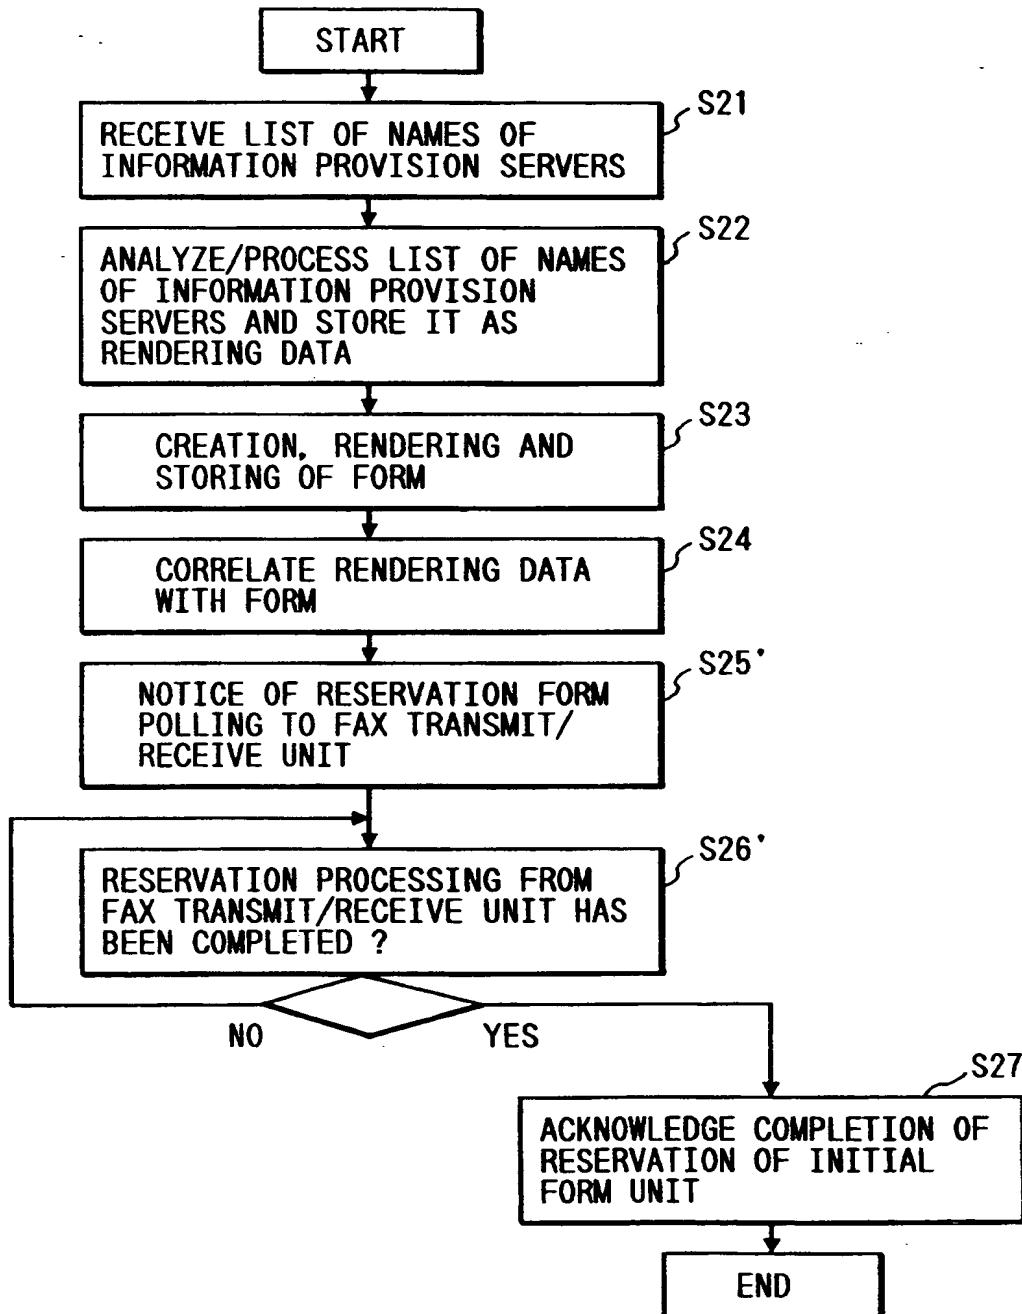 START
S21
RECEIVE LIST OF NAMES OF
INFORMATION PROVISION SERVERS
S22
ANALYZE/PROCESS LIST OF NAMES
OF INFORMATION PROVISION
SERVERS AND STORE IT AS
RENDERING DATA
S23
CREATION, RENDERING AND
STORING OF FORM
S24
CORRELATE RENDERING DATA
WITH FORM
S25'
NOTICE OF RESERVATION FORM
POLLING TO FAX TRANSMIT/
RECEIVE UNIT
S26'
RESERVATION PROCESSING FROM
FAX TRANSMIT/RECEIVE UNIT HAS
BEEN COMPLETED ?
NO
YES
S27
ACKNOWLEDGE COMPLETION OF
RESERVATION OF INITIAL
FORM UNIT
END